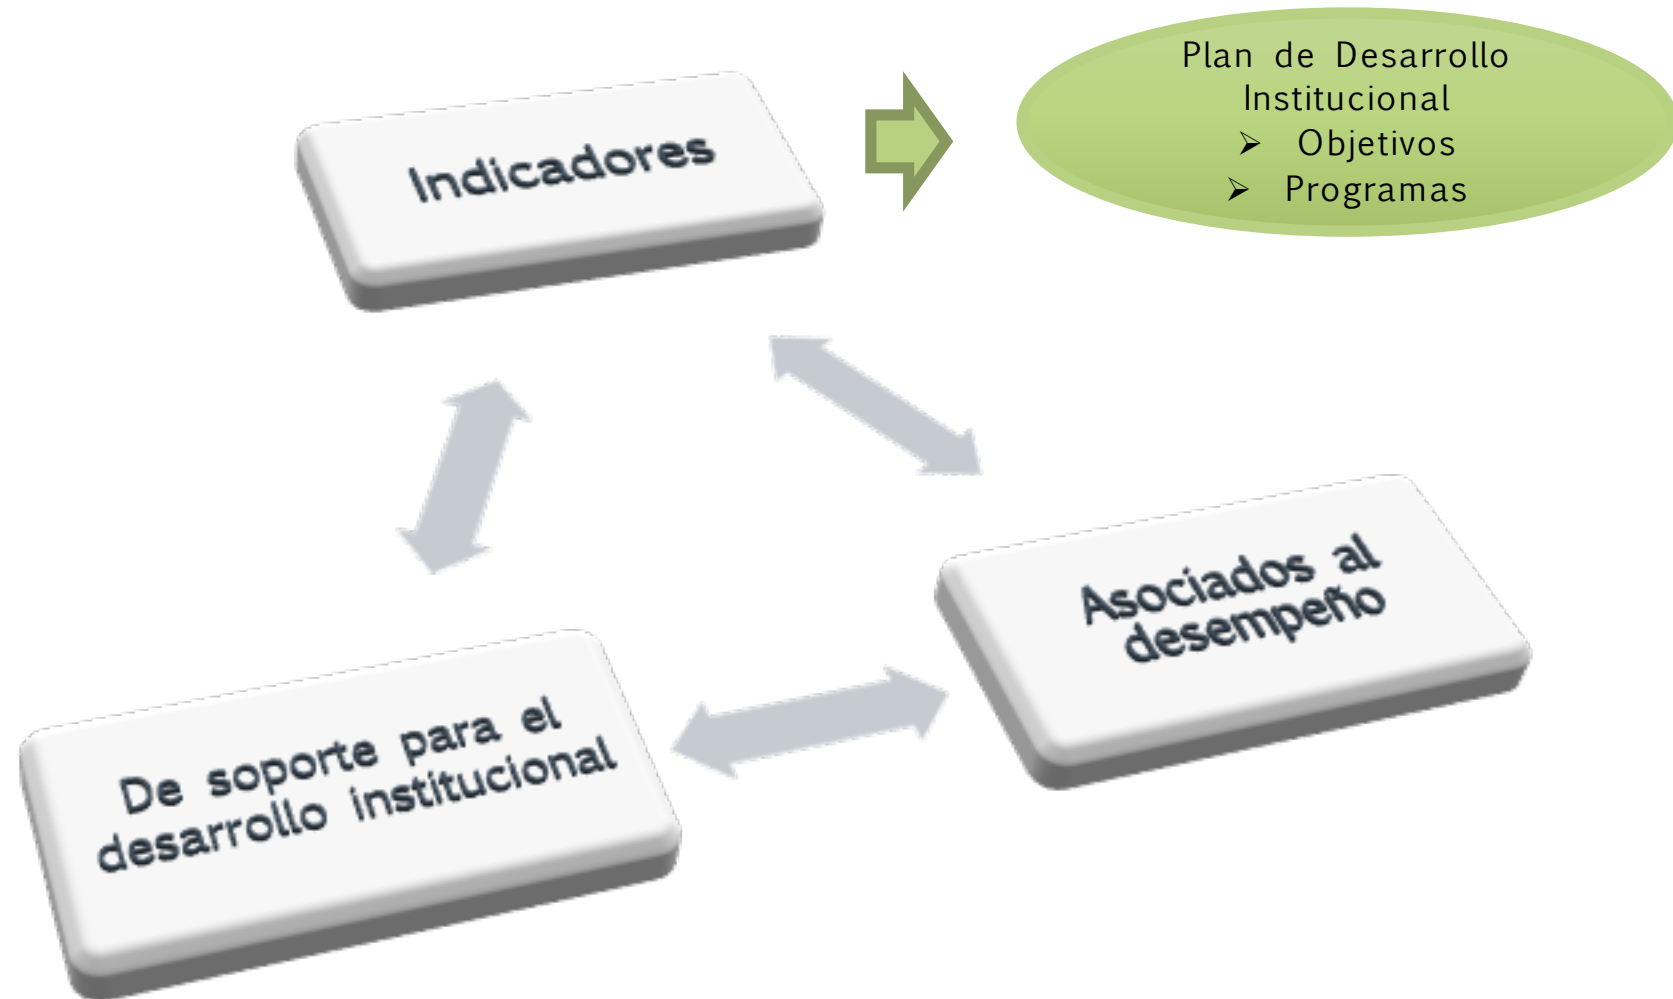 Indicadores
Plan de Desarrollo
Institucional
➢ Objetivos
➢ Programas
Asociados al
desempeño
De soporte para el
desarrollo institucional